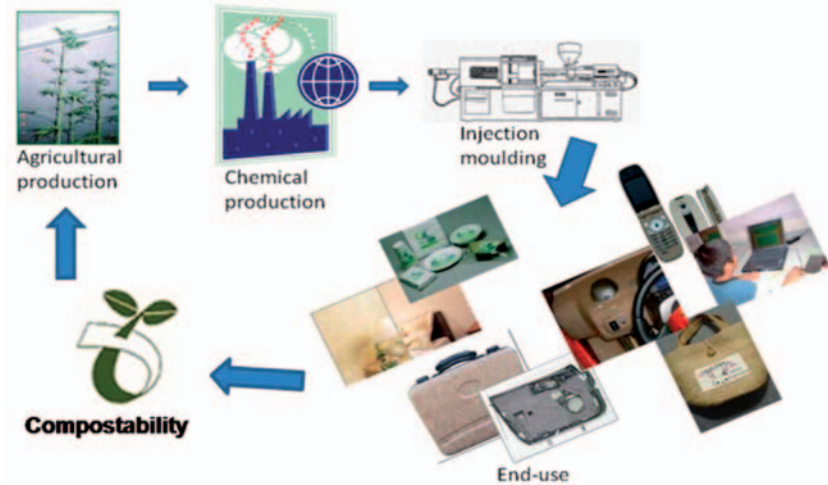 Agricultural
production
Chemical
production
Injection
moulding
End-use
Compostability